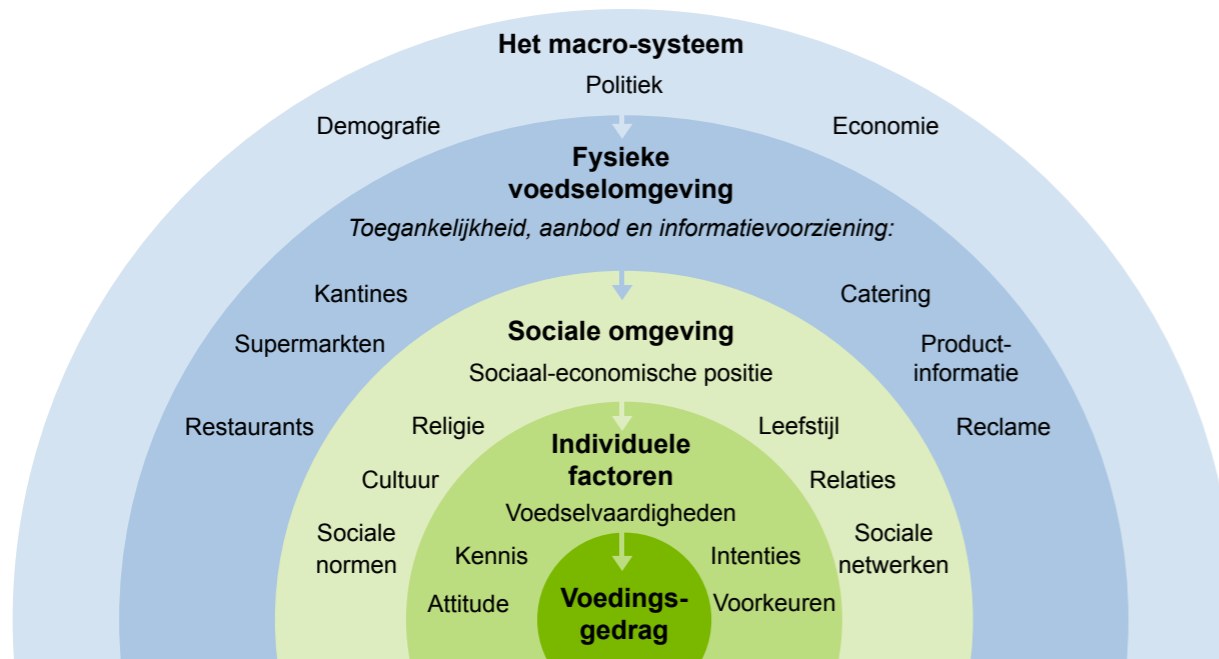 Het macro-systeem
Politiek
Demografie
Economie
Fysieke
voedselomgeving
Toegankelijkheid, aanbod en informatievoorziening:
Kantines
Catering
Supermarkten
Product-
informatie
Restaurants
Reclame
Sociale omgeving
Sociaal-economische positie
Religie
Leefstijl
Cultuur
Relaties
Sociale
normen
Sociale
netwerken
Individuele
factoren
Voedselvaardigheden
Kennis
Intenties
Attitude
Voorkeuren
Voedings-
gedrag